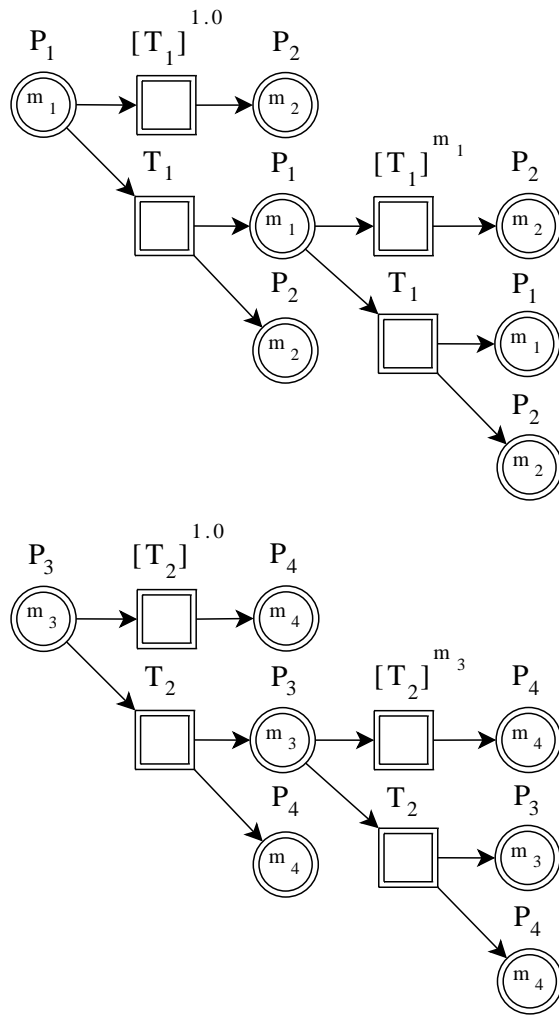 P1 [T1]^1.0 P2
m1 m2
T1 P1 [T1]^m1 P2
m1 m2
P2 T1 P1
m2 m1
P2
m2
P3 [T2]^1.0 P4
m3 m4
T2 P3 [T2]^m3 P4
m3 m4
P4 T2 P3
m4 m3
P4
m4